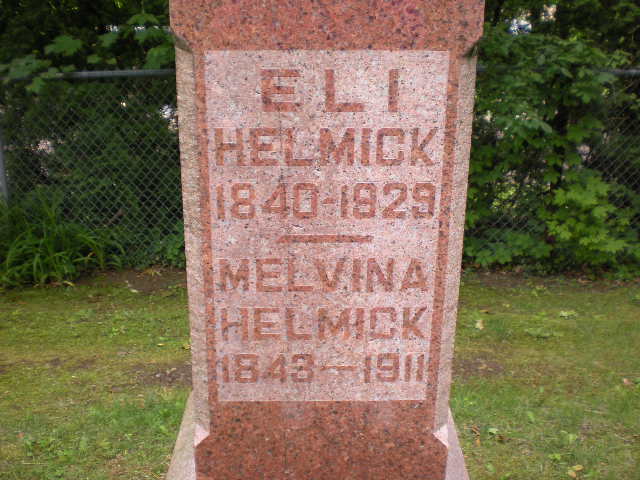 ELI
HELMICK
1840-1929
MELVINA
HELMICK
1843-1911